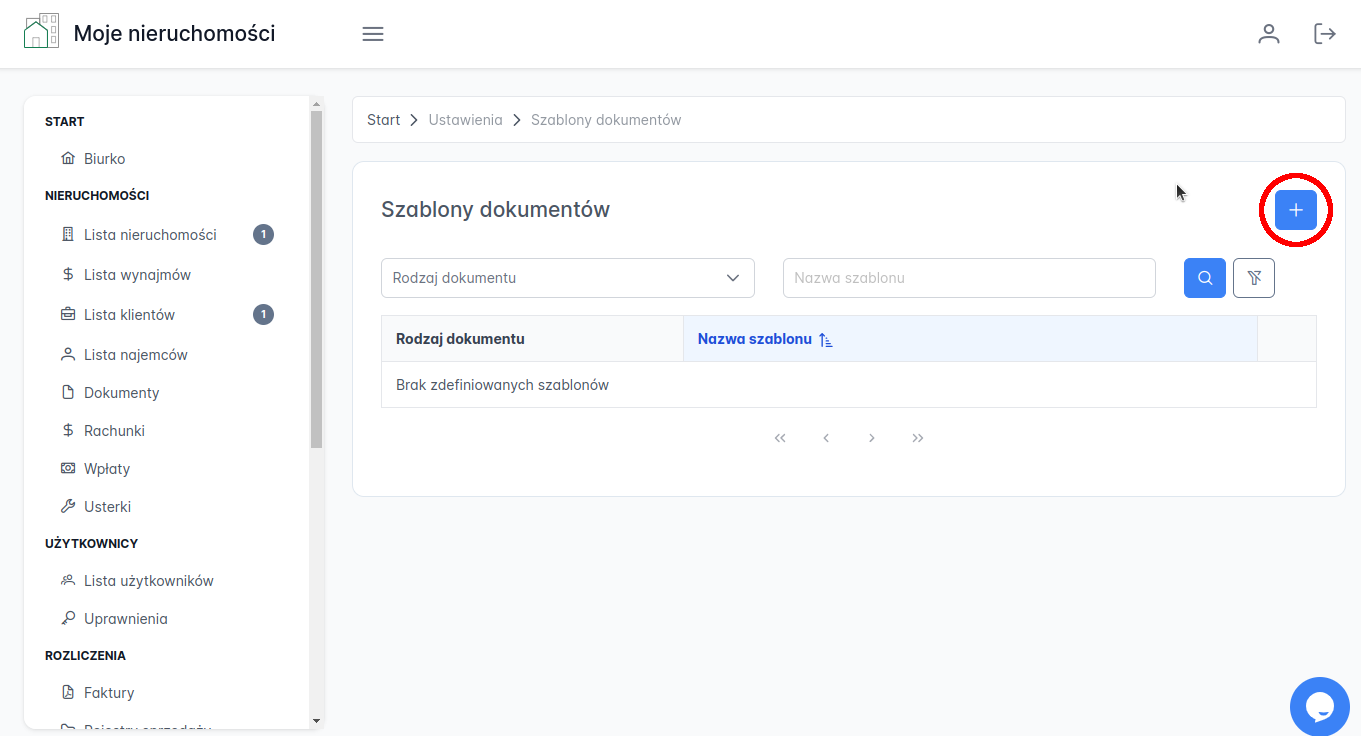 Moje nieruchomości
START
Biurko
NIERUCHOMOŚCI
Lista nieruchomości 1
Lista wynajmów
Lista klientów 1
Lista najemców
Dokumenty
Rachunki
Wpłaty
Usterki
UŻYTKOWNICY
Lista użytkowników
Uprawnienia
ROZLICZENIA
Faktury
Rejestry sprzedaży
Start > Ustawienia > Szablony dokumentów
Szablony dokumentów
Rodzaj dokumentu
Nazwa szablonu
Rodzaj dokumentu Nazwa szablonu
Brak zdefiniowanych szablonów